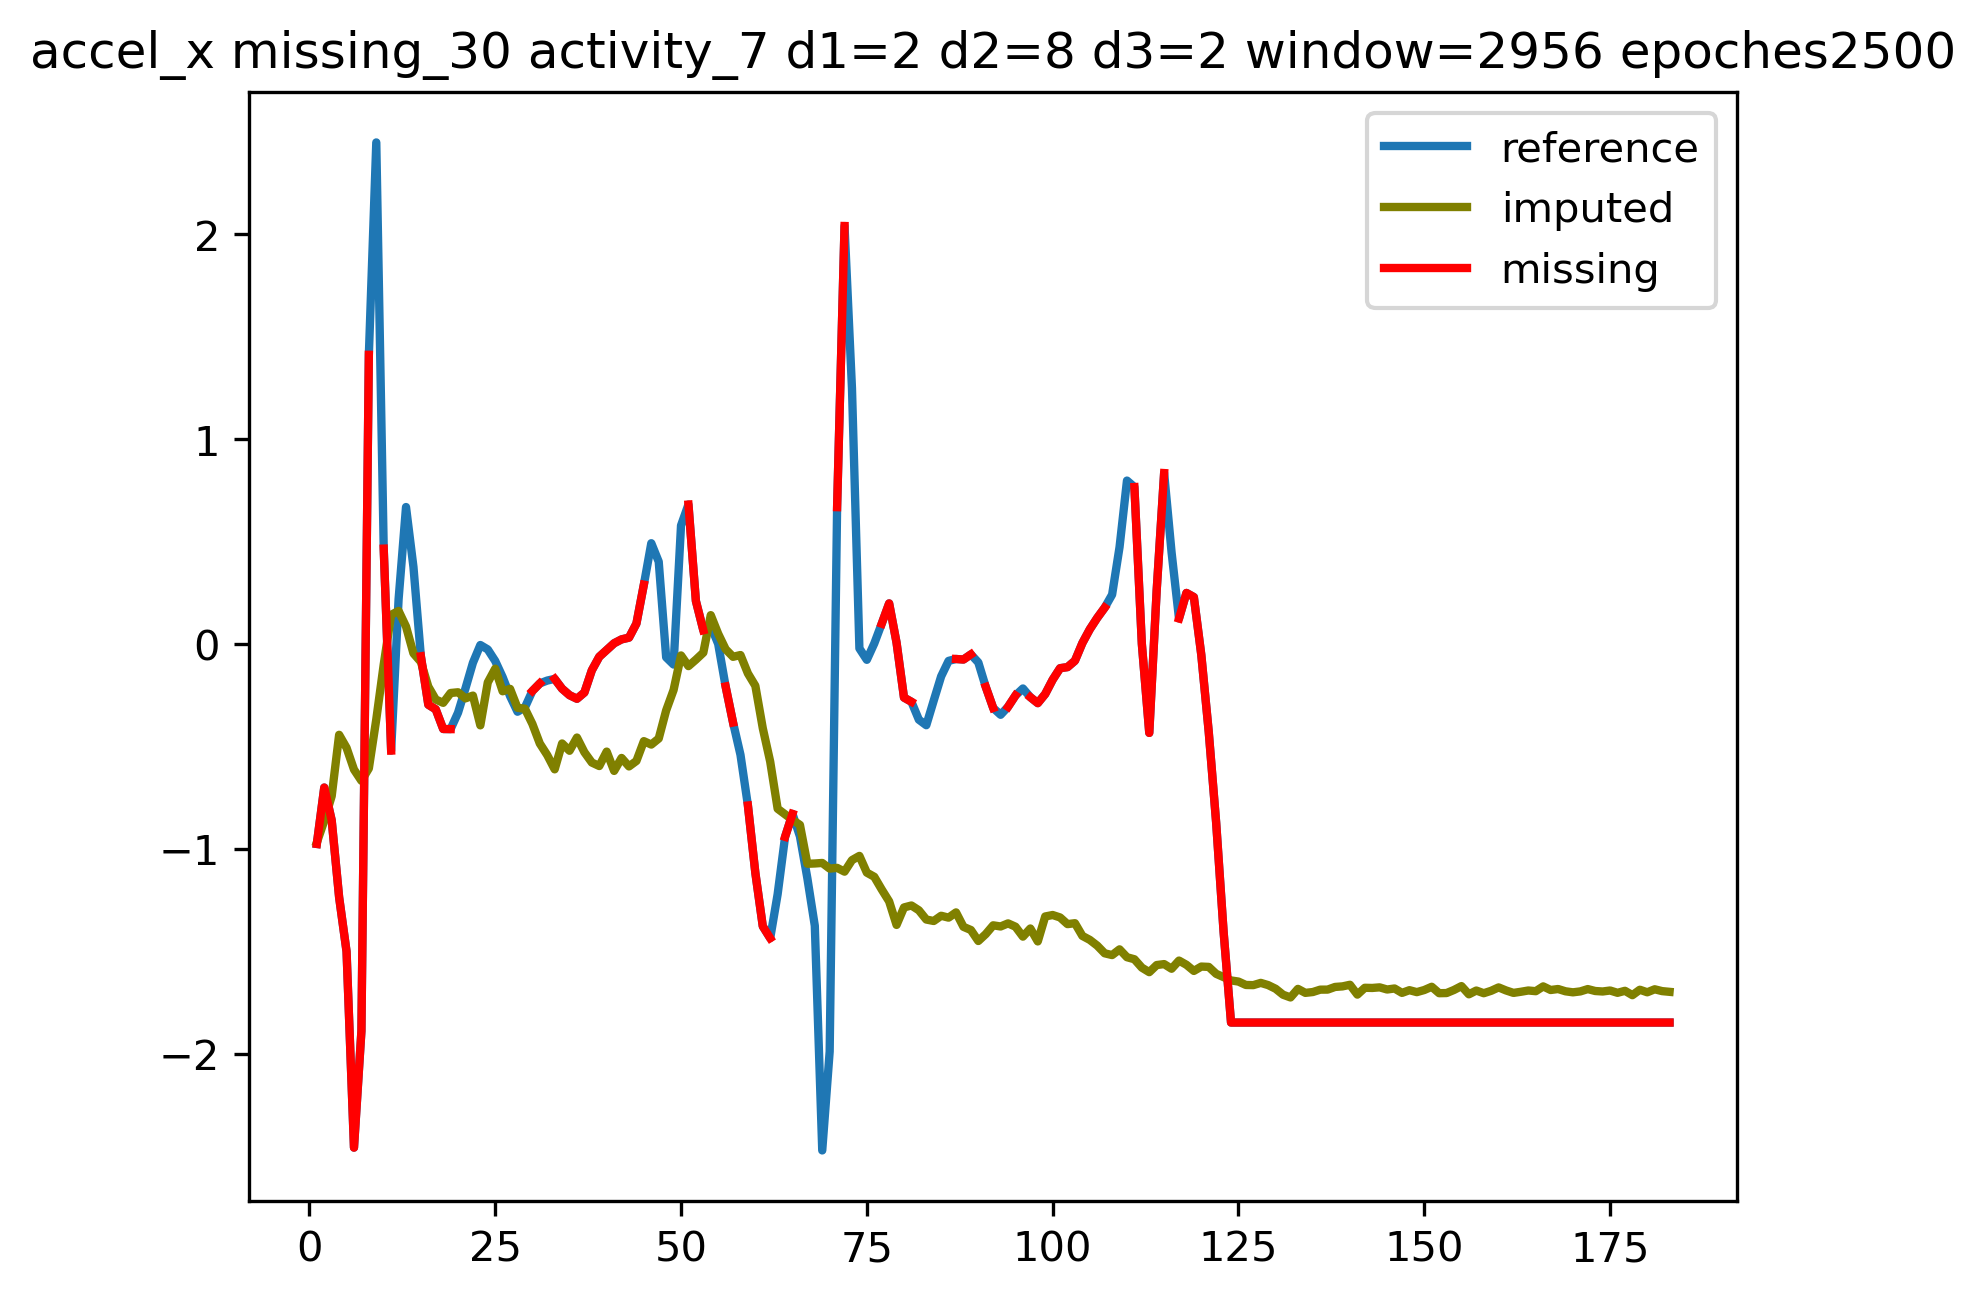 accel_x missing_30 activity_7 d1=2 d2=8 d3=2 window=2956 epoches2500
reference
imputed
missing
2
1
0
−1
−2
0 25 50 75 100 125 150 175